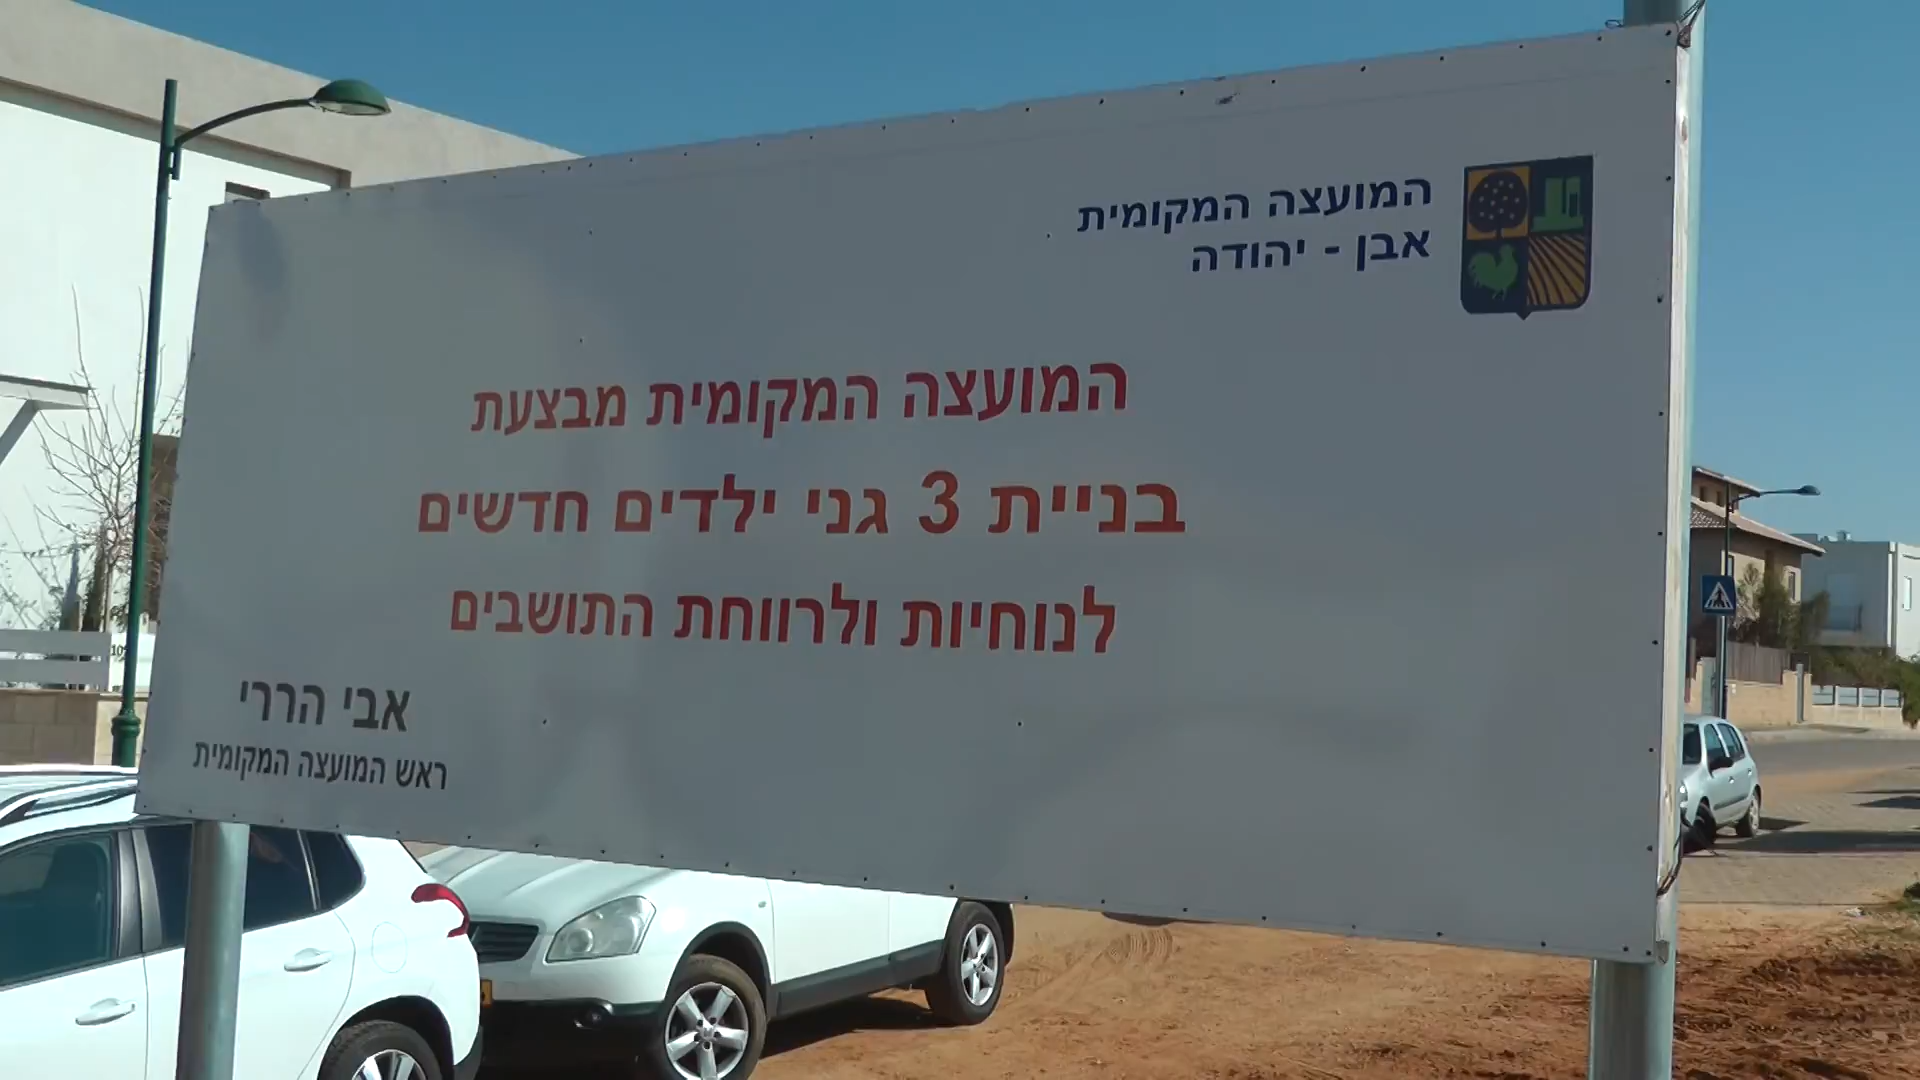 המועצה המקומית
אבן - יהודה
המועצה המקומית מבצעת
בניית 3 גני ילדים חדשים
לנוחיות ולרווחת התושבים
אבי הררי
ראש המועצה המקומית